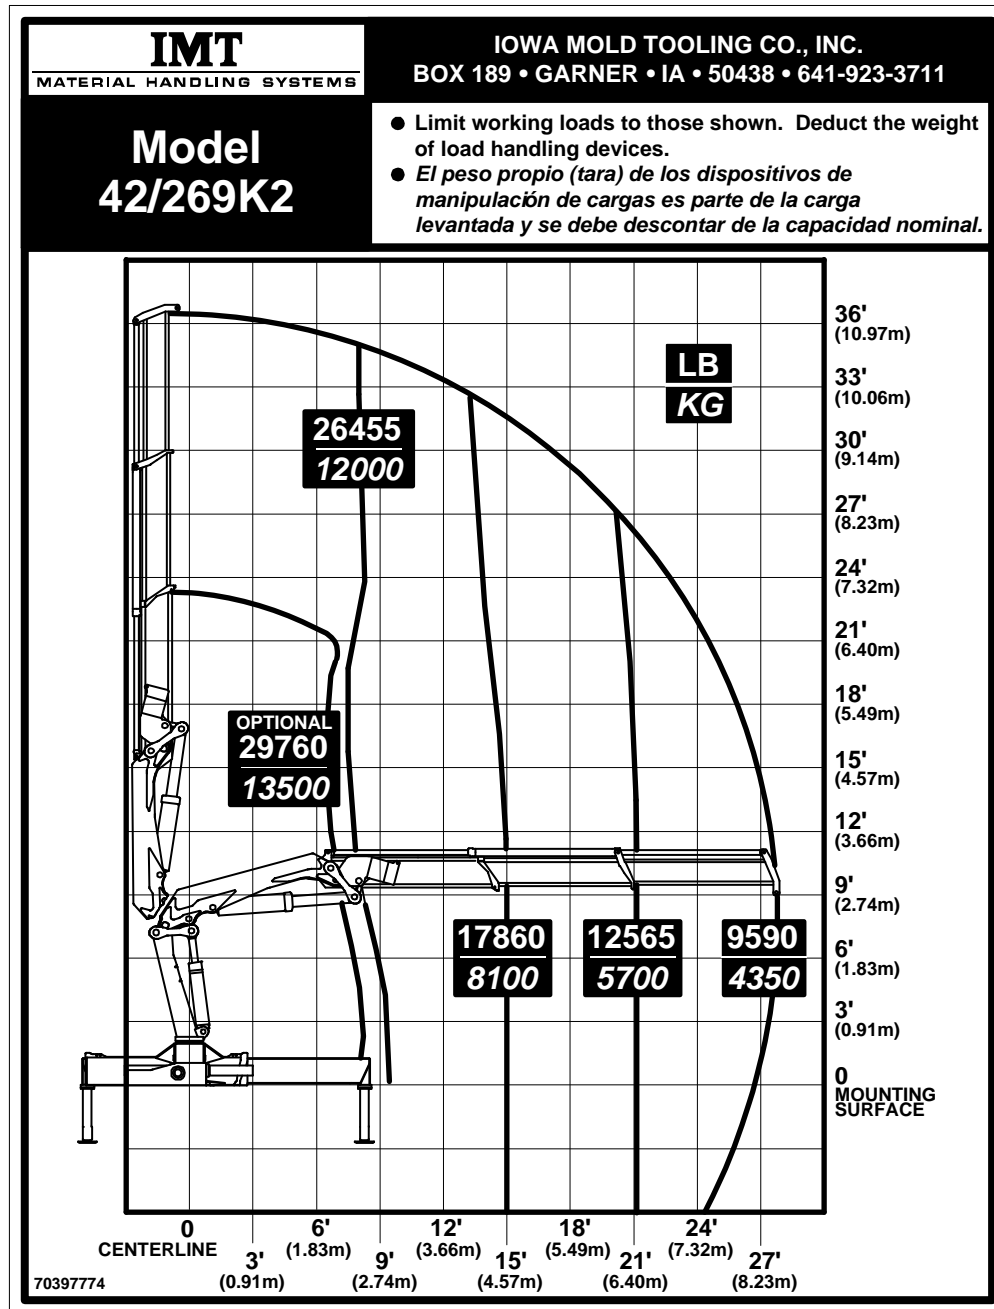 IMT
MATERIAL HANDLING SYSTEMS
IOWA MOLD TOOLING CO., INC.
BOX 189 • GARNER • IA • 50438 • 641-923-3711
Model
42/269K2
● Limit working loads to those shown. Deduct the weight
of load handling devices.
● El peso propio (tara) de los dispositivos de
manipulación de cargas es parte de la carga
levantada y se debe descontar de la capacidad nominal.
36'
(10.97m)
LB
KG
33'
(10.06m)
26455
12000
30'
(9.14m)
27'
(8.23m)
24'
(7.32m)
21'
(6.40m)
18'
(5.49m)
OPTIONAL
29760
13500
15'
(4.57m)
12'
(3.66m)
9'
(2.74m)
17860
8100
12565
5700
9590
4350
6'
(1.83m)
3'
(0.91m)
0
MOUNTING
SURFACE
0
CENTERLINE
3'
(0.91m)
6'
(1.83m)
9'
(2.74m)
12'
(3.66m)
15'
(4.57m)
18'
(5.49m)
21'
(6.40m)
24'
(7.32m)
27'
(8.23m)
70397774